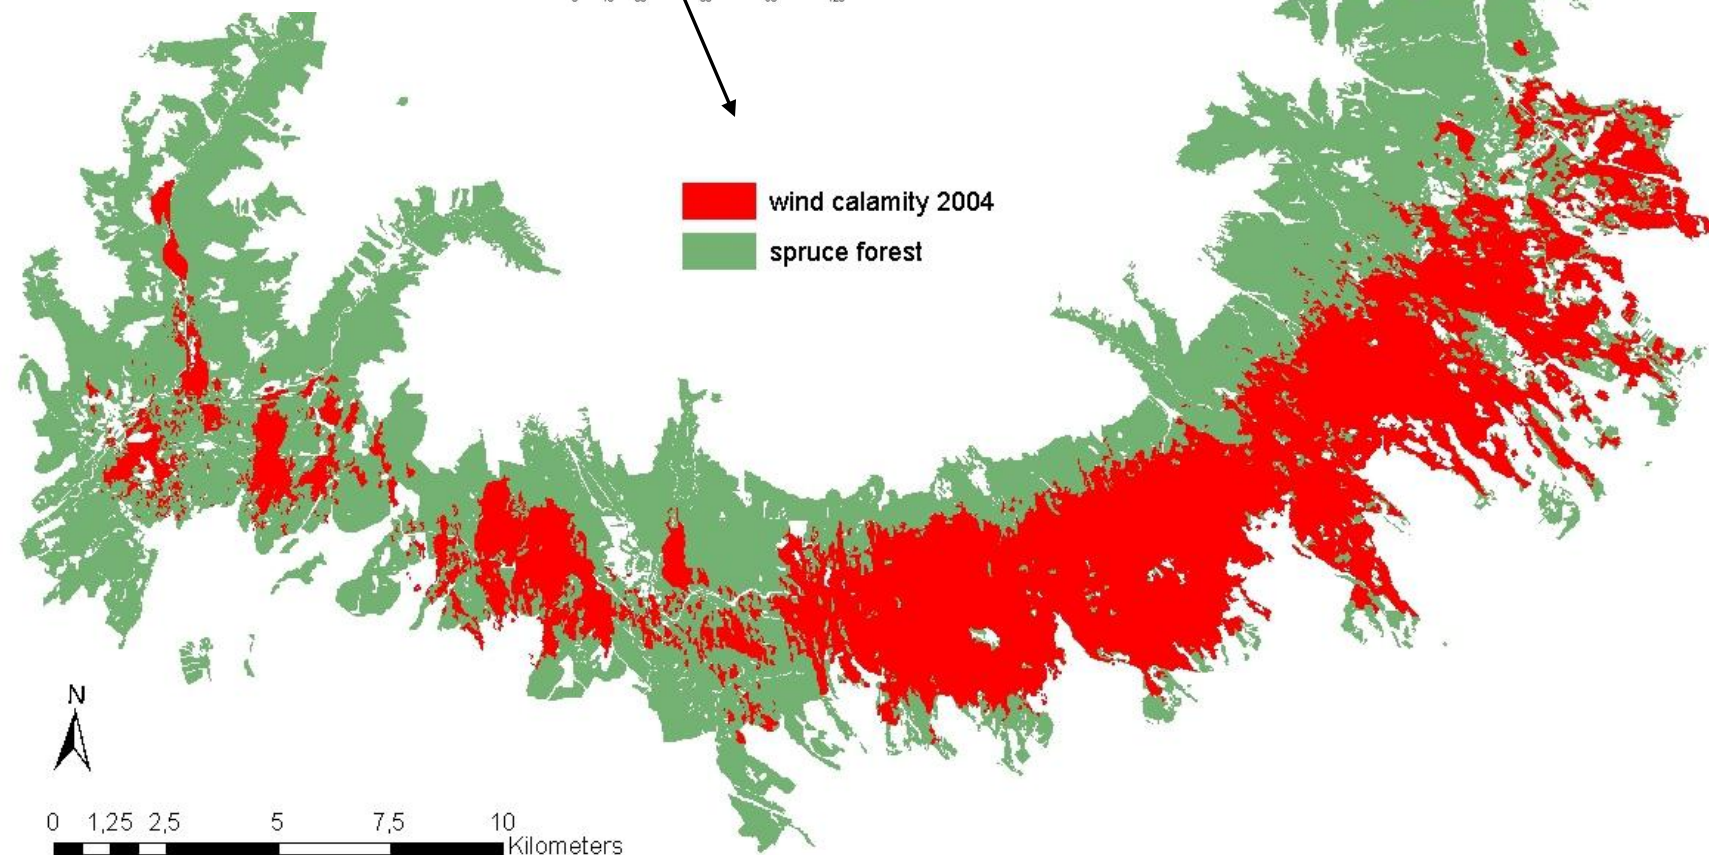 wind calamity 2004
spruce forest
N
0 1,25 2,5 5 7,5 10
Kilometers